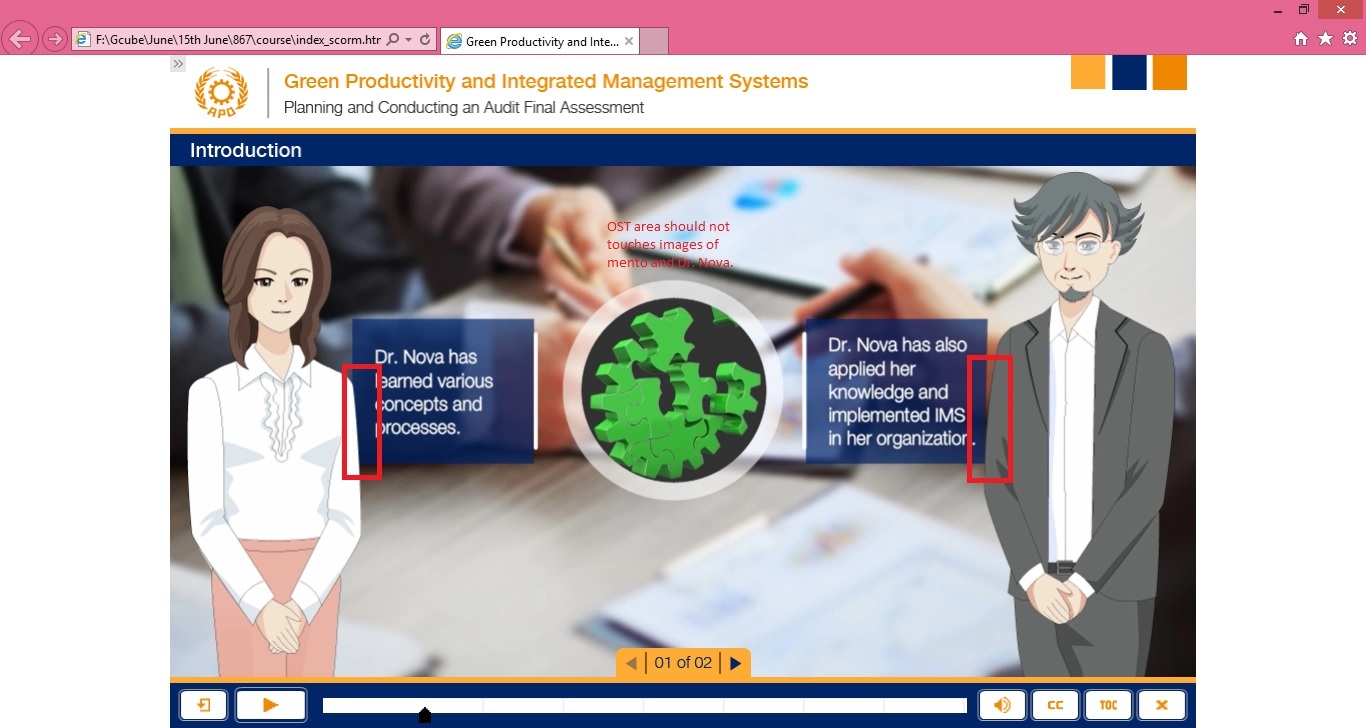 F:\Gcube\June\15th June\867\course\index_scorm.htr
Green Productivity and Inte...
APO
Green Productivity and Integrated Management Systems
Planning and Conducting an Audit Final Assessment
Introduction
OST area should not
touches images of
mento and Dr. Nova.
Dr. Nova has
learned various
concepts and
processes.
Dr. Nova has also
applied her
knowledge and
implemented IMS
in her organization.
01 of 02
CC
TOC